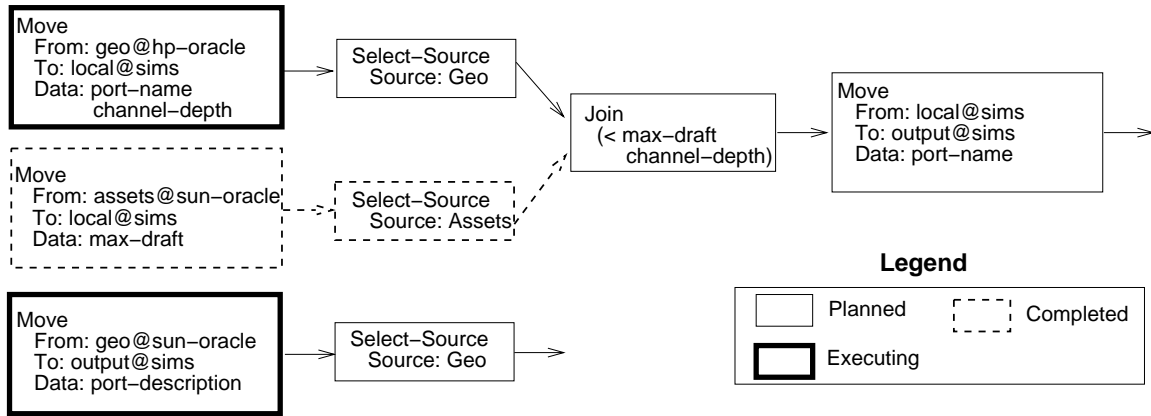 Move
From: geo@hp−oracle
To: local@sims
Data: port−name
channel−depth
Select−Source
Source: Geo
Join
(< max−draft
channel−depth)
Move
From: local@sims
To: output@sims
Data: port−name
Move
From: assets@sun−oracle
To: local@sims
Data: max−draft
Select−Source
Source: Assets
Move
From: geo@sun−oracle
To: output@sims
Data: port−description
Select−Source
Source: Geo
Legend
Planned
Completed
Executing